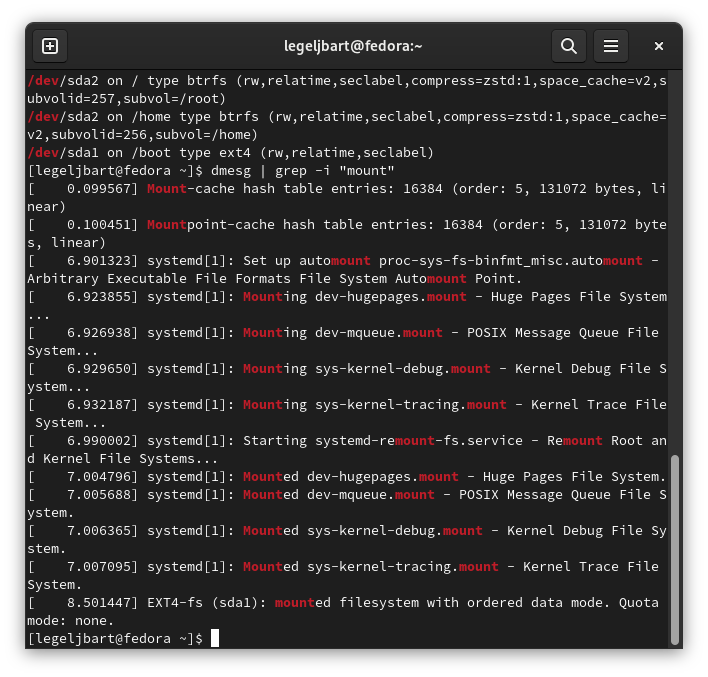 legeljbart@fedora:~
/dev/sda2 on / type btrfs (rw,relatime,seclabel,compress=zstd:1,space_cache=v2,s
ubvolid=257,subvol=/root)
/dev/sda2 on /home type btrfs (rw,relatime,seclabel,compress=zstd:1,space_cache=
v2,subvolid=256,subvol=/home)
/dev/sda1 on /boot type ext4 (rw,relatime,seclabel)
[legeljbart@fedora ~]$ dmesg | grep -i "mount"
[    0.099567] Mount-cache hash table entries: 16384 (order: 5, 131072 bytes, li
near)
[    0.100451] Mountpoint-cache hash table entries: 16384 (order: 5, 131072 byte
s, linear)
[    6.901323] systemd[1]: Set up automount proc-sys-fs-binfmt_misc.automount -
Arbitrary Executable File Formats File System Automount Point.
[    6.923855] systemd[1]: Mounting dev-hugepages.mount - Huge Pages File System
...
[    6.926938] systemd[1]: Mounting dev-mqueue.mount - POSIX Message Queue File
System...
[    6.929650] systemd[1]: Mounting sys-kernel-debug.mount - Kernel Debug File S
ystem...
[    6.932187] systemd[1]: Mounting sys-kernel-tracing.mount - Kernel Trace File
 System...
[    6.990002] systemd[1]: Starting systemd-remount-fs.service - Remount Root an
d Kernel File Systems...
[    7.004796] systemd[1]: Mounted dev-hugepages.mount - Huge Pages File System.
[    7.005688] systemd[1]: Mounted dev-mqueue.mount - POSIX Message Queue File S
ystem.
[    7.006365] systemd[1]: Mounted sys-kernel-debug.mount - Kernel Debug File Sy
stem.
[    7.007095] systemd[1]: Mounted sys-kernel-tracing.mount - Kernel Trace File
System.
[    8.501447] EXT4-fs (sda1): mounted filesystem with ordered data mode. Quota
mode: none.
[legeljbart@fedora ~]$